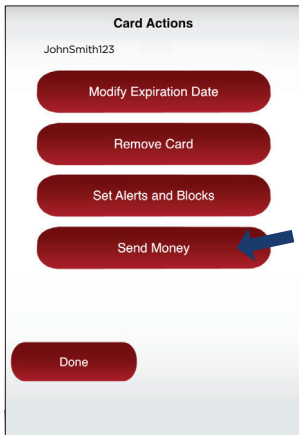 Card Actions
JohnSmith123
Modify Expiration Date
Remove Card
Set Alerts and Blocks
Send Money
Done